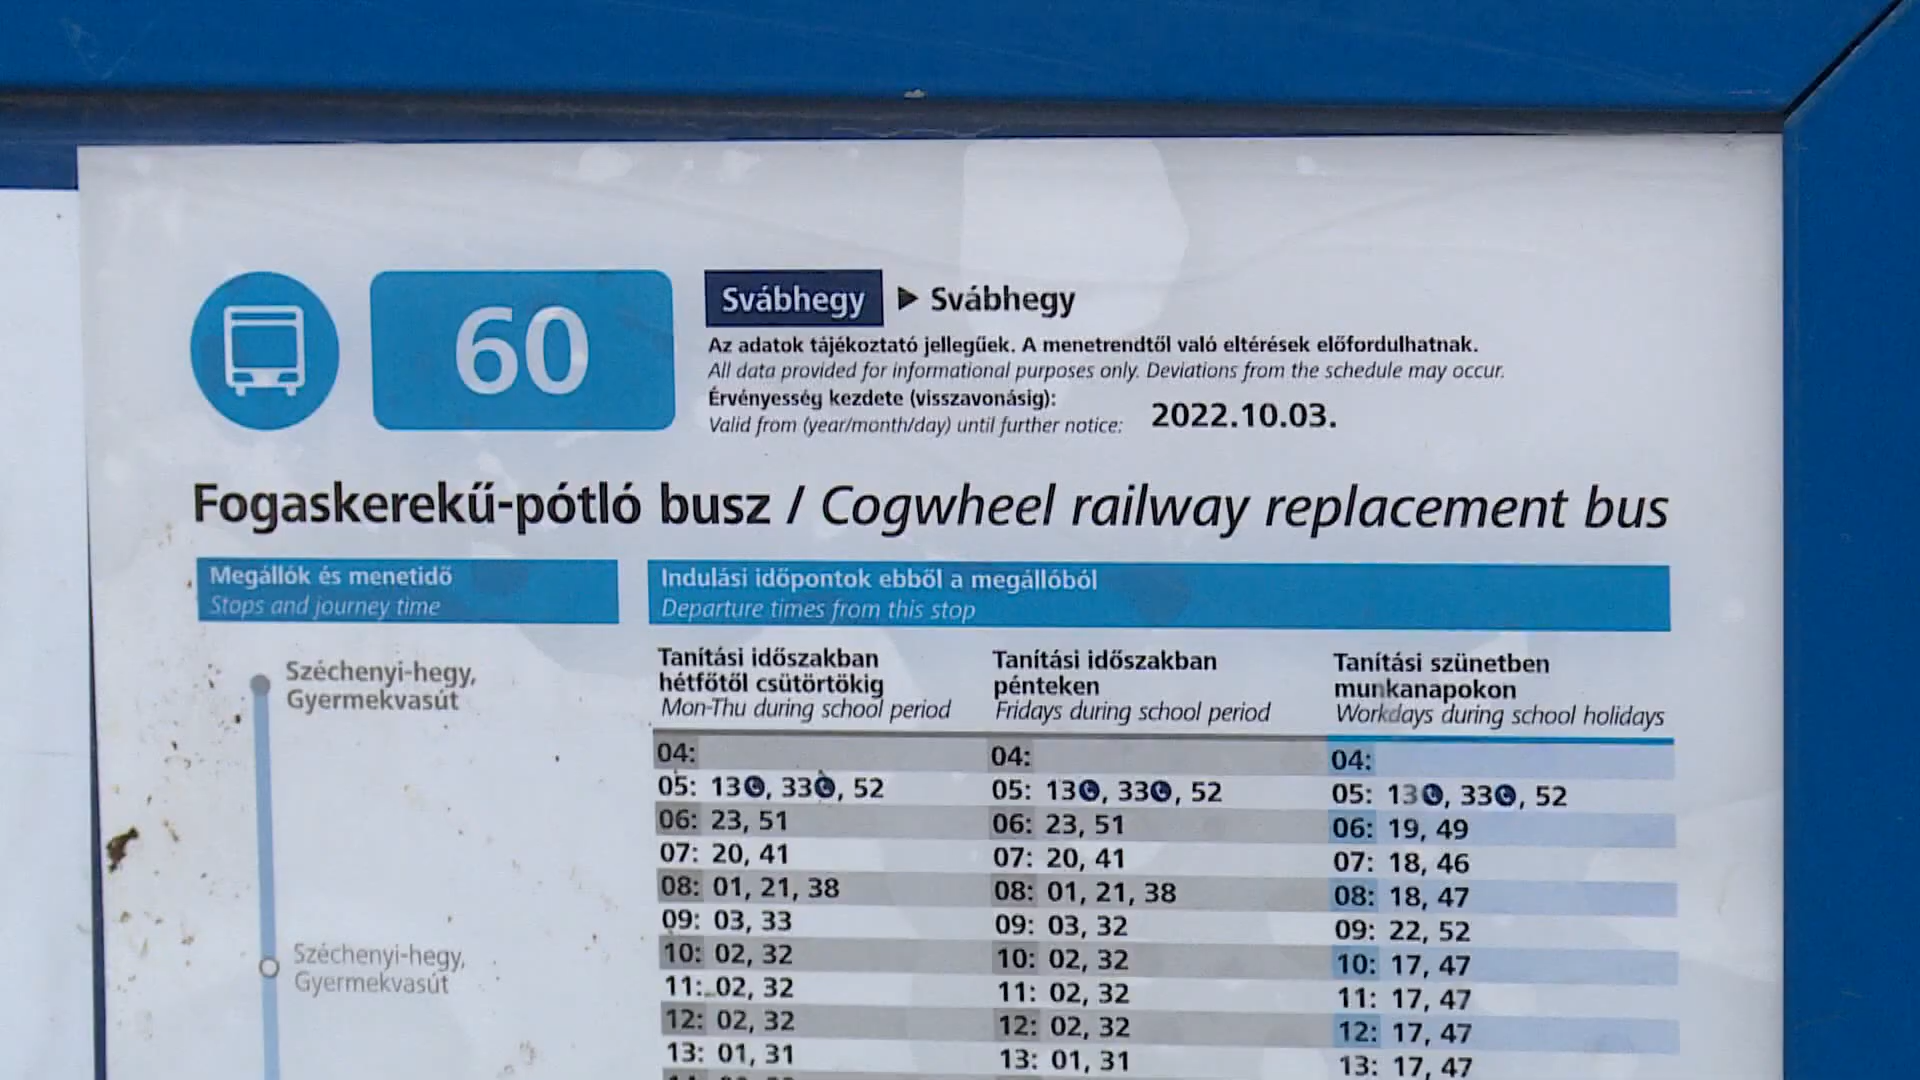 60
Svábhegy ▶ Svábhegy
Az adatok tájékoztató jellegűek. A menetrendtől való eltérések előfordulhatnak.
All data provided for informational purposes only. Deviations from the schedule may occur.
Érvényesség kezdete (visszavonásig):
Valid from (year/month/day) until further notice: 2022.10.03.
Fogaskerekű-pótló busz / Cogwheel railway replacement bus
Megállók és menetidő
Stops and journey time
Széchenyi-hegy,
Gyermekvasút
Széchenyi-hegy,
Gyermekvasút
Indulási időpontok ebből a megállóból
Departure times from this stop
Tanítási időszakban
hétfőtől csütörtökig
Mon-Thu during school period
04:
05: 13, 33, 52
06: 23, 51
07: 20, 41
08: 01, 21, 38
09: 03, 33
10: 02, 32
11: 02, 32
12: 02, 32
13: 01, 31
Tanítási időszakban
pénteken
Fridays during school period
04:
05: 13, 33, 52
06: 23, 51
07: 20, 41
08: 01, 21, 38
09: 03, 32
10: 02, 32
11: 02, 32
12: 02, 32
13: 01, 31
Tanítási szünetben
munkanapokon
Workdays during school holidays
04:
05: 13, 33, 52
06: 19, 49
07: 18, 46
08: 18, 47
09: 22, 52
10: 17, 47
11: 17, 47
12: 17, 47
13: 17, 47